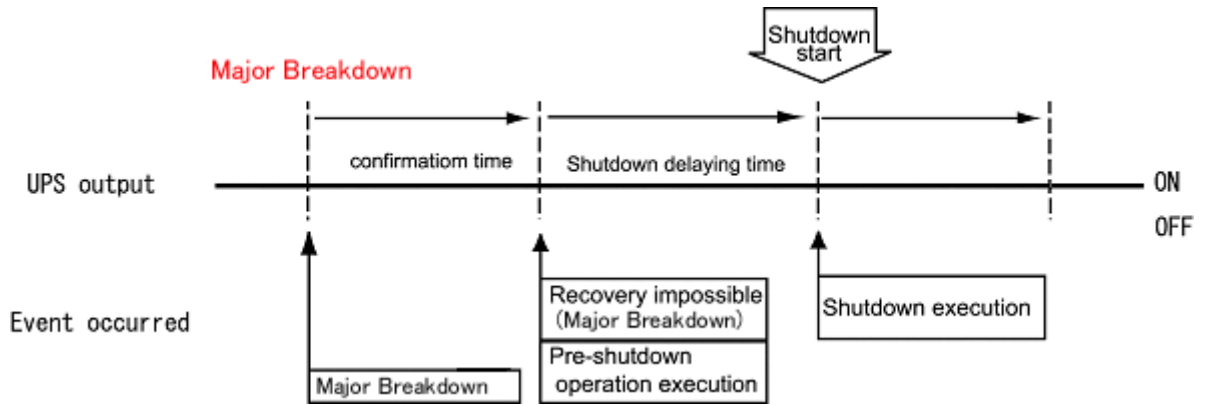 Shutdown
start
Major Breakdown
confirmatiom time
Shutdown delaying time
UPS output
ON
OFF
Event occurred
Major Breakdown
Recovery impossible
(Major Breakdown)
Pre-shutdown
operation execution
Shutdown execution